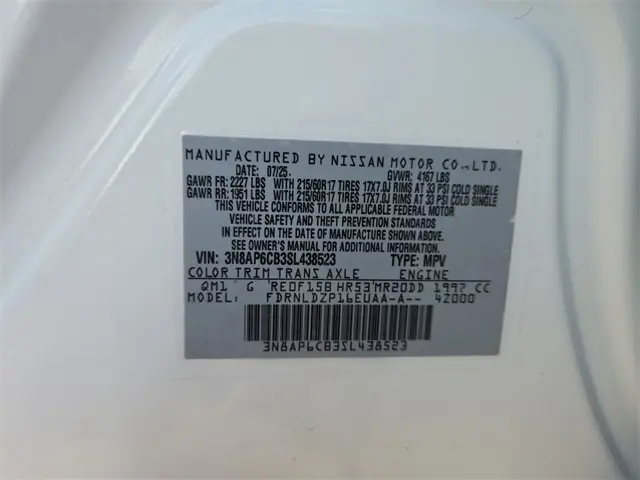 MANUFACTURED BY NISSAN MOTOR CO.,LTD.
DATE: 07/25. GVWR: 4167 LBS
GAWR FR: 2227 LBS WITH 215/60R17 TIRES 17X7.0J RIMS AT 33 PSI COLD SINGLE
GAWR RR: 1951 LBS WITH 215/60R17 TIRES 17X7.0J RIMS AT 33 PSI COLD SINGLE
THIS VEHICLE CONFORMS TO ALL APPLICABLE FEDERAL MOTOR
VEHICLE SAFETY AND THEFT PREVENTION STANDARDS
IN EFFECT ON THE DATE OF MANUFACTURE SHOWN ABOVE.
SEE OWNER'S MANUAL FOR ADDITIONAL INFORMATION.
VIN: 3N8AP6CB3SL438523 TYPE: MPV
COLOR TRIM TRANS AXLE ENGINE
QM1 G RE0F15B HR53 MR20DD 1997 CC
MODEL: FDRNLDZP16EUAA-A-- 4Z000
3N8AP6CB3SL438523